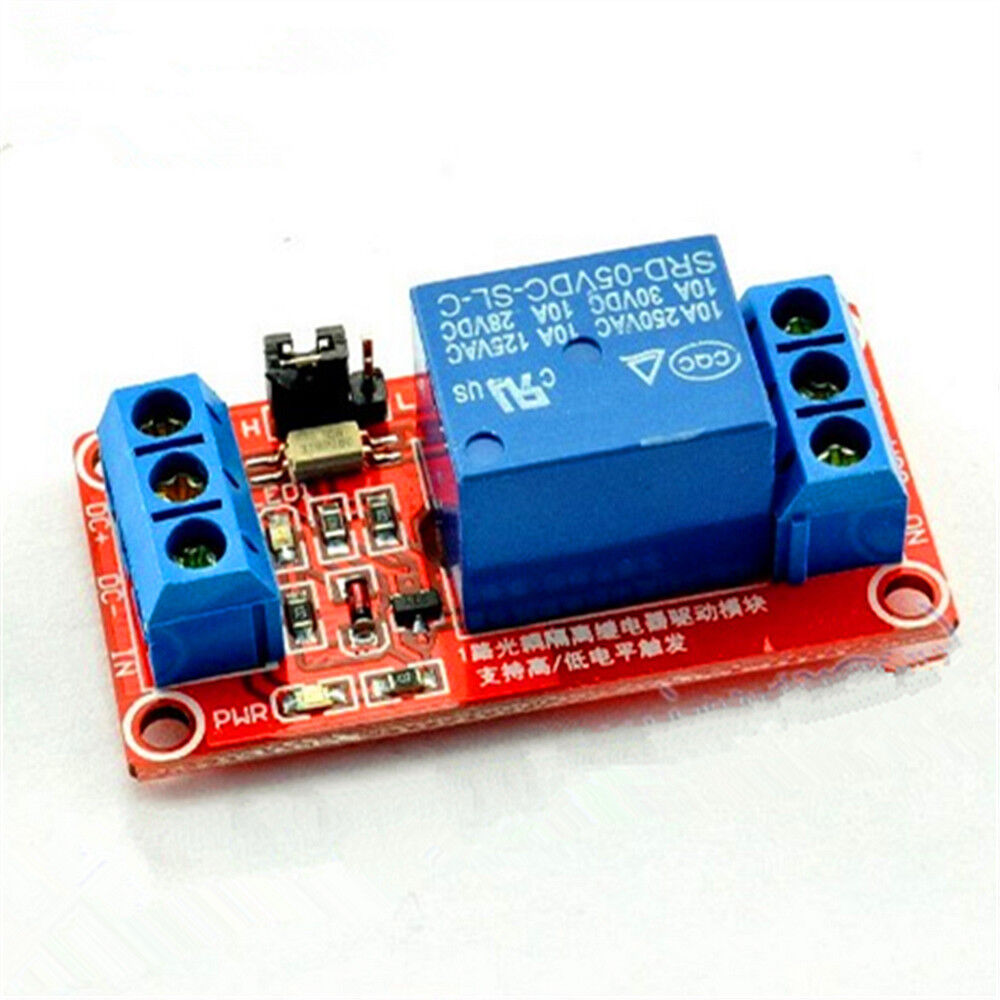 SRD-05VDC-SL-C
10A 30VDC 10A 28VDC
10A 250VAC 10A 125VAC
CQC
C US
H
L
DC+
DC-
IN
NO
PWR
1路光耦隔离继电器驱动模块
支持高/低电平触发